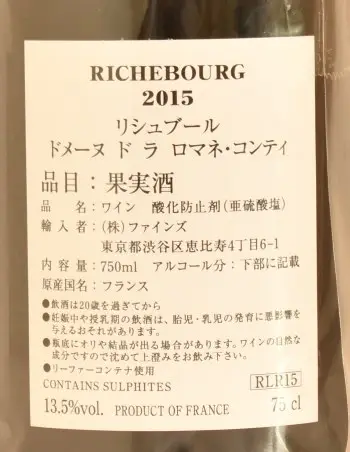 RICHEBOURG
2015
リシュブール
ドメーヌ ド ラ ロマネ・コンティ
品目：果実酒
品　　名：ワイン　酸化防止剤(亜硫酸塩)
輸 入 者：(株)ファインズ
東京都渋谷区恵比寿4丁目6-1
内 容 量：750ml　アルコール分：下部に記載
原産国名：フランス
●飲酒は20歳を過ぎてから
●妊娠中や授乳期の飲酒は、胎児・乳児の発育に悪影響を
与えるおそれがあります。
●瓶底にオリや結晶が出る場合があります。ワインの自然な
成分ですので沈めて上澄みをお飲み下さい。
●リーファーコンテナ使用
CONTAINS SULPHITES　RLR15
13.5%vol.　PRODUCT OF FRANCE　75 cl